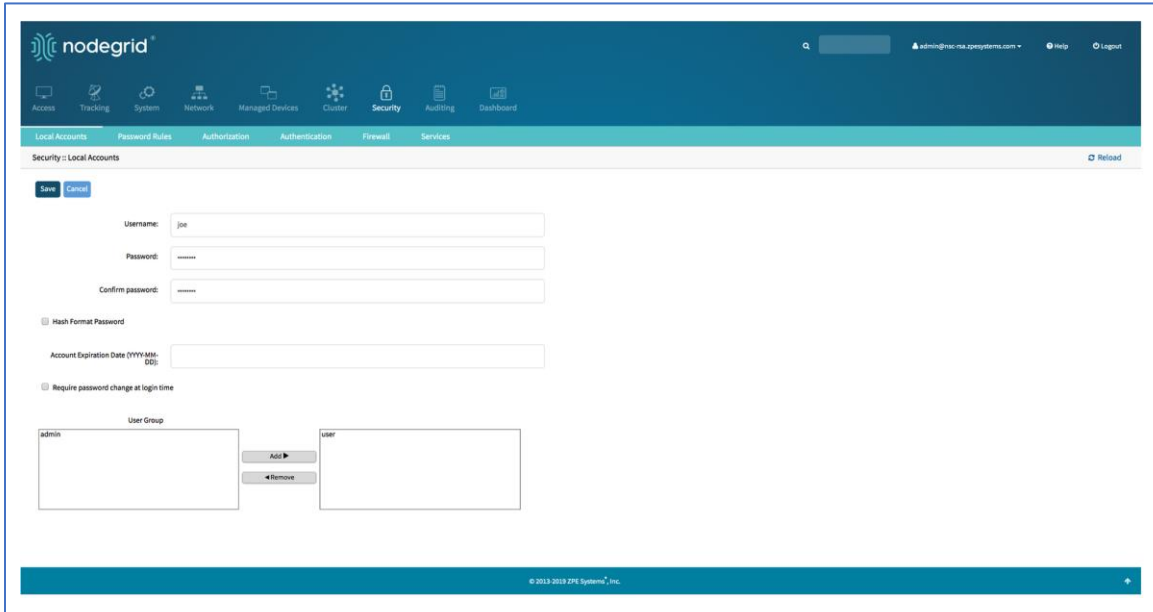 nodegrid®
admin@nsc-rsa.zpesystems.com Help Logout
Access Tracking System Network Managed Devices Cluster Security Auditing Dashboard
Local Accounts Password Rules Authorization Authentication Firewall Services
Security :: Local Accounts Reload
Save Cancel
Username: joe
Password: ••••••••
Confirm password: ••••••••
Hash Format Password
Account Expiration Date (YYYY-MM-
DD):
Require password change at login time
User Group
admin user
Add ►
◄ Remove
© 2013-2019 ZPE Systems®, Inc.